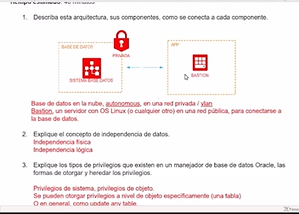 1. Describa esta arquitectura, sus componentes, como se conecta a cada componente.
BASE DE DATOS
PRIVADA
APP
SISTEMA BASE DATOS
BASTION
Base de datos en la nube, autonomous, en una red privada / vlan
Bastion, un servidor con OS Linux (o cualquier otro) en una red pública, para conectarse a
la base de datos.
2. Explique el concepto de independencia de datos.
Independencia física
Independencia lógica
3. Explique los tipos de privilegios que existen en un manejador de base de datos Oracle, las
formas de otorgar y heredar los privilegios.
Privilegios de sistema, privilegios de objeto.
Se pueden otorgar privilegios a nivel de objeto específicamente (una tabla)
O en general, como update any table.